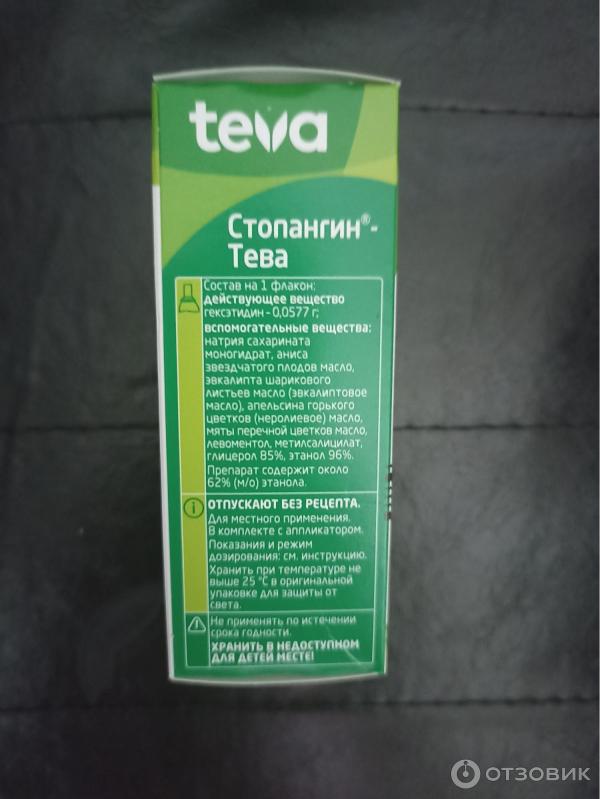 teva
Стопангин®-
Тева
Состав на 1 флакон:
действующее вещество
гексэтидин - 0,0577 г;
вспомогательные вещества:
натрия сахарината
моногидрат, аниса
звездчатого плодов масло,
эвкалипта шарикового
листьев масло (эвкалиптовое
масло), апельсина горького
цветков (неролиевое) масло,
мяты перечной цветков масло,
левоментол, метилсалицилат,
глицерол 85%, этанол 96%.
Препарат содержит около
62% (м/о) этанола.
ОТПУСКАЮТ БЕЗ РЕЦЕПТА.
Для местного применения.
В комплекте с аппликатором.
Показания и режим
дозирования: см. инструкцию.
Хранить при температуре не
выше 25 °С в оригинальной
упаковке для защиты от
света.
Не применять по истечении
срока годности.
ХРАНИТЬ В НЕДОСТУПНОМ
ДЛЯ ДЕТЕЙ МЕСТЕ!
ОТЗОВИК